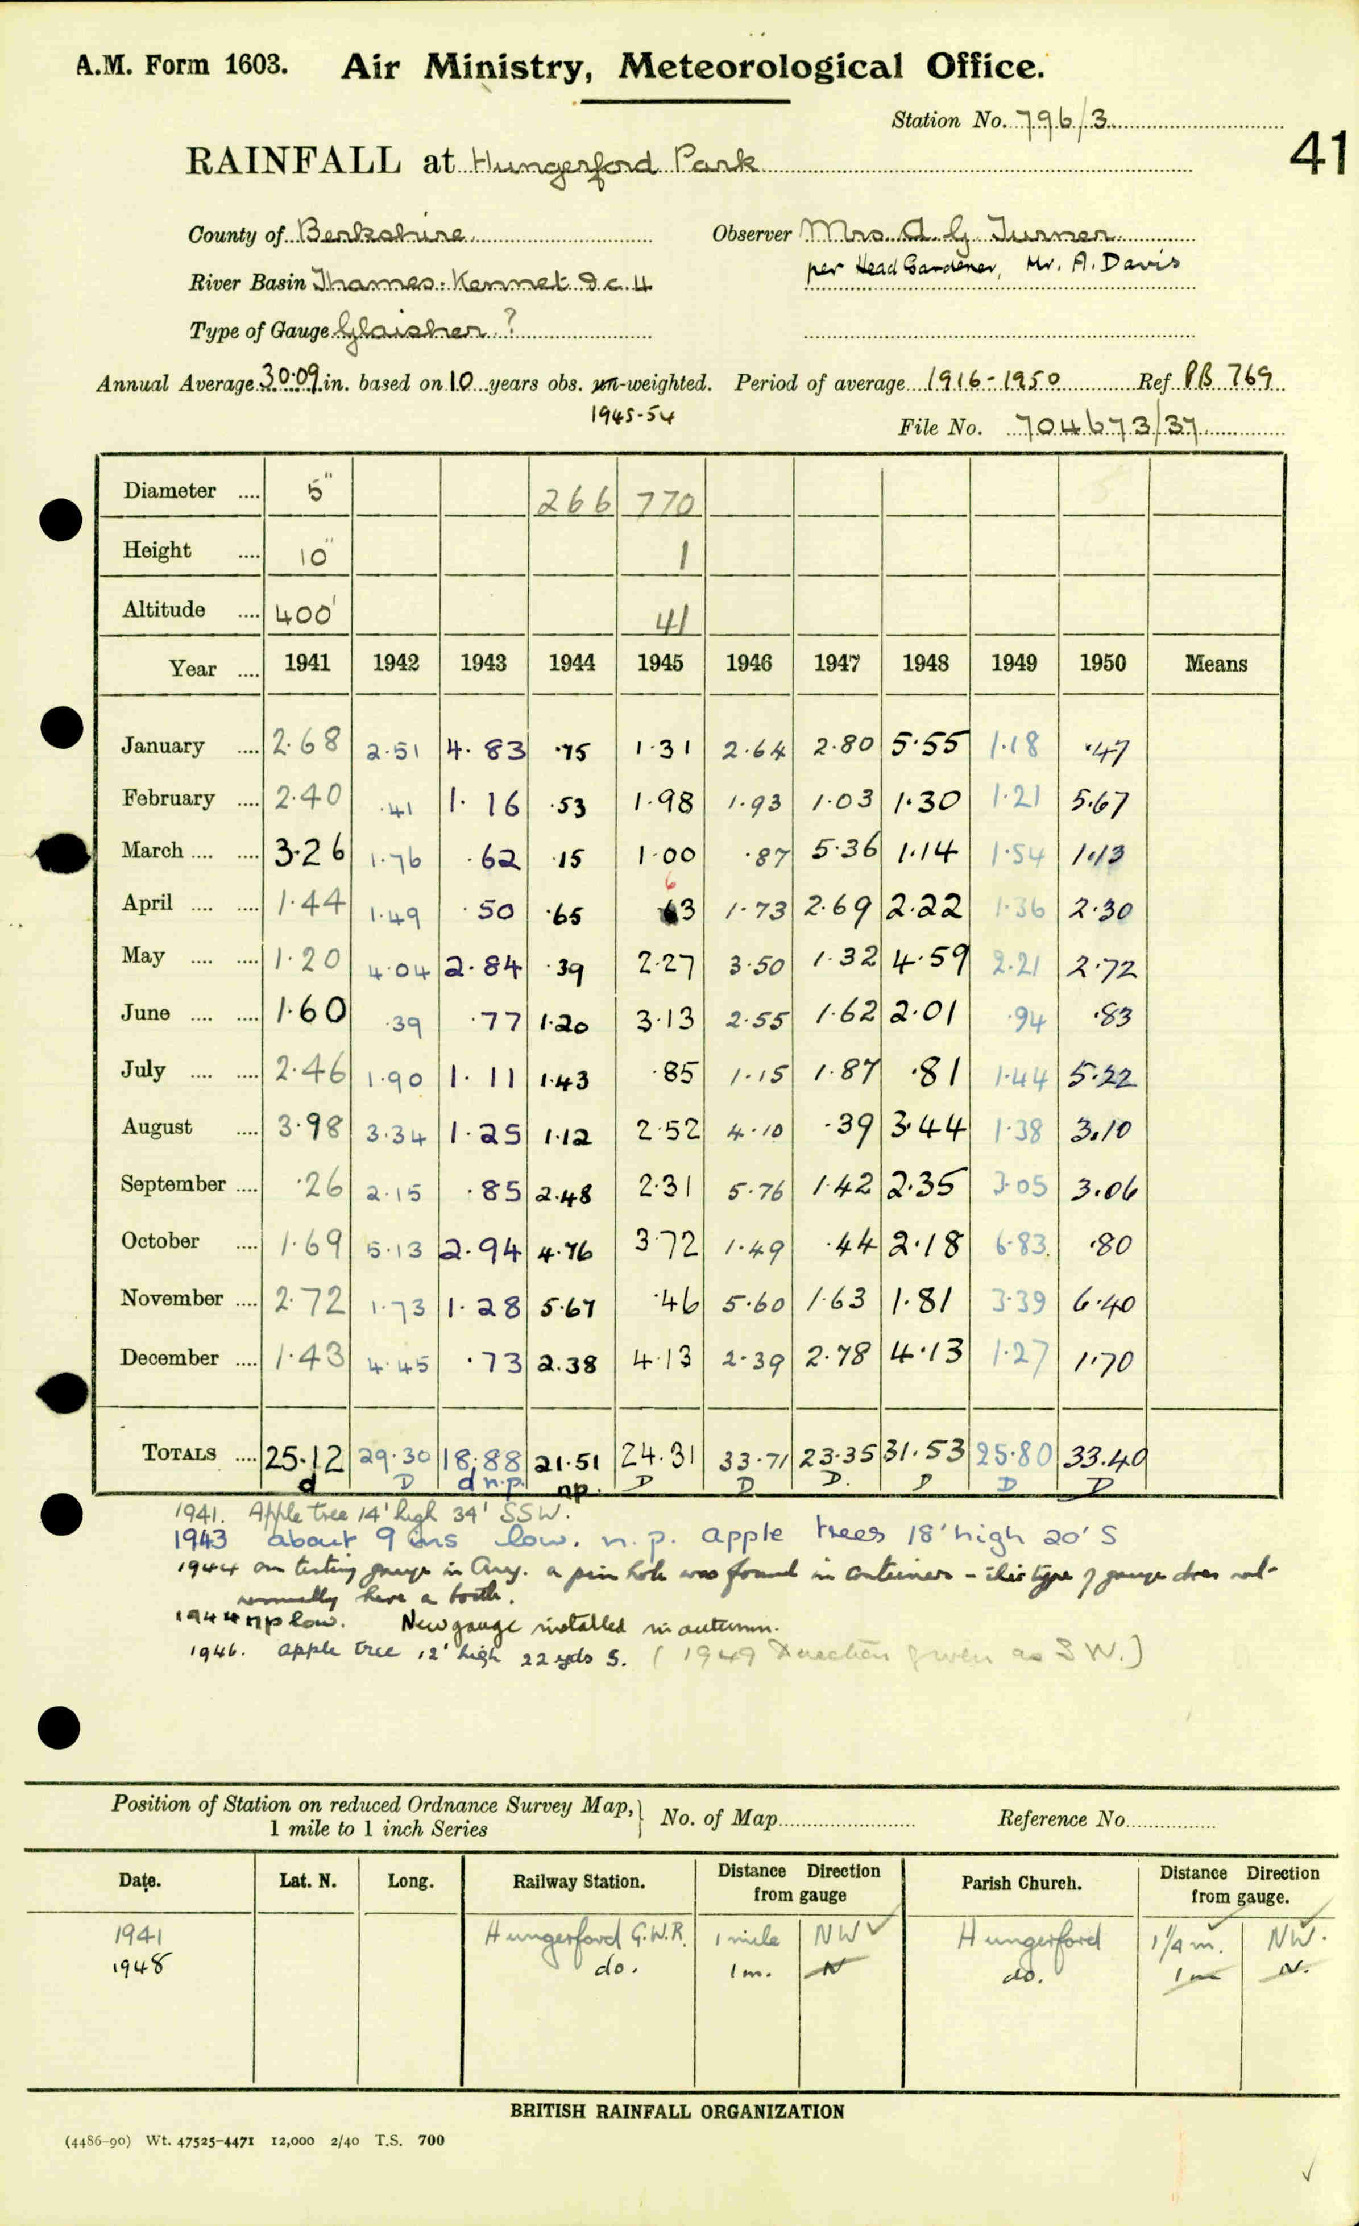 A.M. Form 1603. Air Ministry, Meteorological Office.
Station No. 796/3
41
RAINFALL at Hungerford Park
County of Berkshire Observer Mrs A. G. Turner
per Head Gardener, Mr. A. Davis
River Basin Thames. Kennet D c. 4
Type of Gauge Glaisher ?
Annual Average 30.09 in. based on 10 years obs. un-weighted. Period of average 1916-1950 Ref PB 769
1945-54
File No. 704673/37
Diameter .... 5" 266 770
Height .... 10" 1
Altitude .... 400' 41
Year .... 1941 1942 1943 1944 1945 1946 1947 1948 1949 1950 Means
January .... 2.68 2.51 4.83 .75 1.31 2.64 2.80 5.55 1.18 .47
February .... 2.40 .41 1.16 .53 1.98 1.93 1.03 1.30 1.21 5.67
March .... .... 3.26 1.76 .62 .15 1.00 .87 5.36 1.14 1.54 1.13
6
April .... .... 1.44 1.49 .50 .65 63 1.73 2.69 2.22 1.36 2.30
May .... .... 1.20 4.04 2.84 .39 2.27 3.50 1.32 4.59 2.21 2.72
June .... .... 1.60 .39 .77 1.20 3.13 2.55 1.62 2.01 .94 .83
July .... .... 2.46 1.90 1.11 1.43 .85 1.15 1.87 .81 1.44 5.22
August .... 3.98 3.34 1.25 1.12 2.52 4.10 .39 3.44 1.38 3.10
September .... .26 2.15 .85 2.48 2.31 5.76 1.42 2.35 3.05 3.06
October .... 1.69 5.13 2.94 4.76 3.72 1.49 .44 2.18 6.83 .80
November .... 2.72 1.73 1.28 5.67 .46 5.60 1.63 1.81 3.39 6.40
December .... 1.43 4.45 .73 2.38 4.13 2.39 2.78 4.13 1.27 1.70
TOTALS .... 25.12 29.30 18.88 21.51 24.31 33.71 23.35 31.53 25.80 33.40
d D d n.p. np. D D D. D D D
1941. Apple tree 14' high 34' SSW.
1943 about 9 ins low. n.p. apple trees 18' high 20' S
1944 on testing gauge in Aug. a pin hole was found in container - this type of gauge does not
normally have a bottle.
1944 np low. New gauge installed in autumn.
1946. apple tree 12' high 22 yds S. (1949 Direction given as SW.)
Position of Station on reduced Ordnance Survey Map, } No. of Map Reference No.
1 mile to 1 inch Series
Date. Lat. N. Long. Railway Station. Distance Direction from gauge Parish Church. Distance Direction from gauge.
1941 Hungerford G.W.R. 1 mile NW ✓ Hungerford 1¼ m. NW.
1948 do. 1 m. N do. 1 m N.
BRITISH RAINFALL ORGANIZATION
(4486-90) Wt. 47525-4471 12,000 2/40 T.S. 700